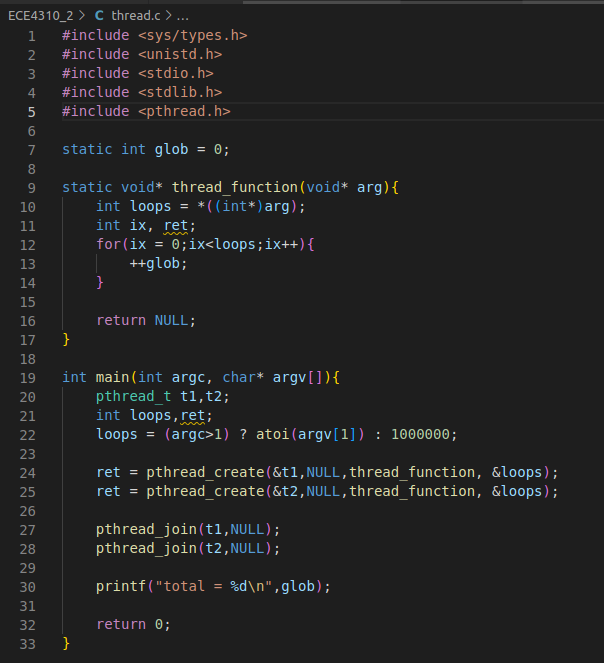 ECE4310_2 > C thread.c > ...
1 #include <sys/types.h>
2 #include <unistd.h>
3 #include <stdio.h>
4 #include <stdlib.h>
5 #include <pthread.h>
6
7 static int glob = 0;
8
9 static void* thread_function(void* arg){
10     int loops = *((int*)arg);
11     int ix, ret;
12     for(ix = 0;ix<loops;ix++){
13         ++glob;
14     }
15
16     return NULL;
17 }
18
19 int main(int argc, char* argv[]){
20     pthread_t t1,t2;
21     int loops,ret;
22     loops = (argc>1) ? atoi(argv[1]) : 1000000;
23
24     ret = pthread_create(&t1,NULL,thread_function, &loops);
25     ret = pthread_create(&t2,NULL,thread_function, &loops);
26
27     pthread_join(t1,NULL);
28     pthread_join(t2,NULL);
29
30     printf("total = %d\n",glob);
31
32     return 0;
33 }